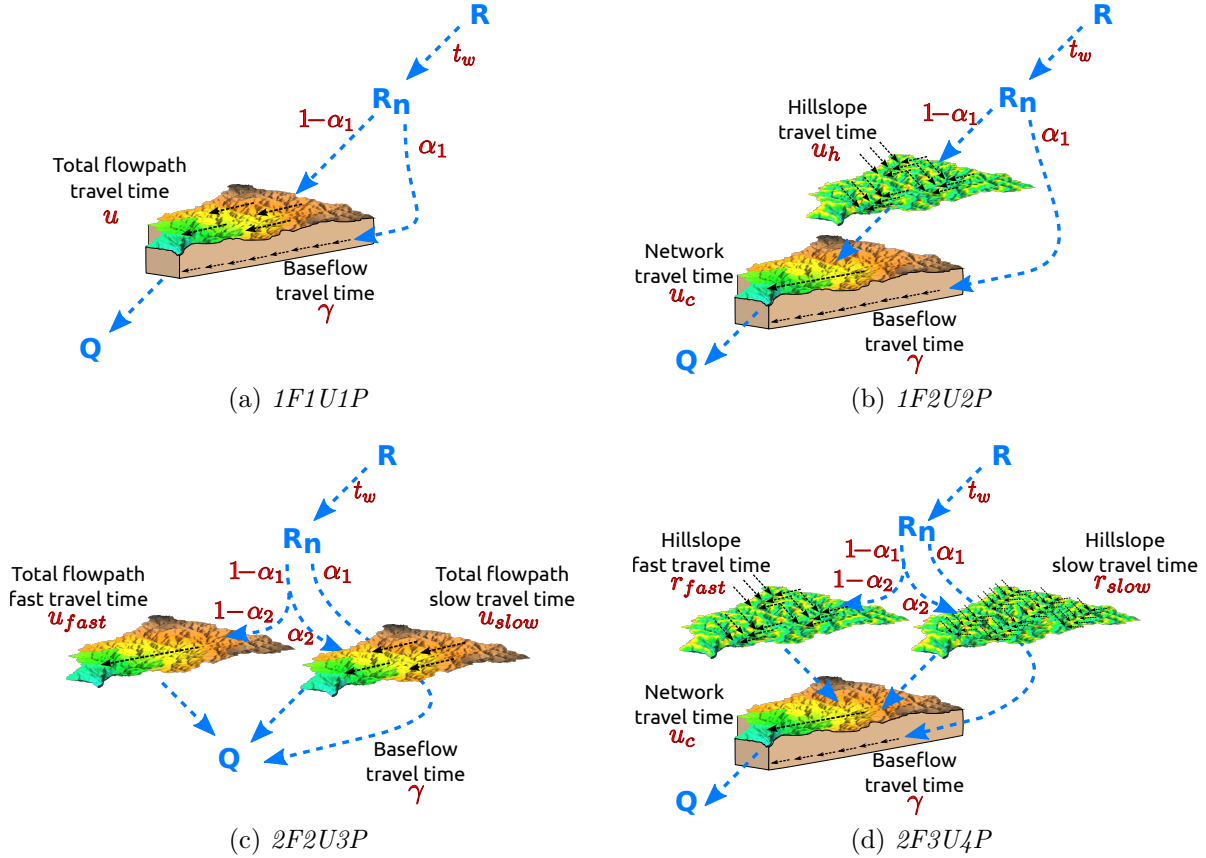 R
t_w
R_n
1−α_1
α_1
Total flowpath
travel time
u
Baseflow
travel time
γ
Q
(a) 1F1U1P
R
t_w
R_n
Hillslope
travel time
u_h
1−α_1
α_1
Network
travel time
u_c
Baseflow
travel time
γ
Q
(b) 1F2U2P
R
t_w
R_n
1−α_1
α_1
Total flowpath
fast travel time
u_fast
1−α_2
α_2
Total flowpath
slow travel time
u_slow
Q
Baseflow
travel time
γ
(c) 2F2U3P
R
t_w
R_n
Hillslope
fast travel time
r_fast
1−α_1
α_1
1−α_2
α_2
Hillslope
slow travel time
r_slow
Network
travel time
u_c
Baseflow
travel time
γ
Q
(d) 2F3U4P